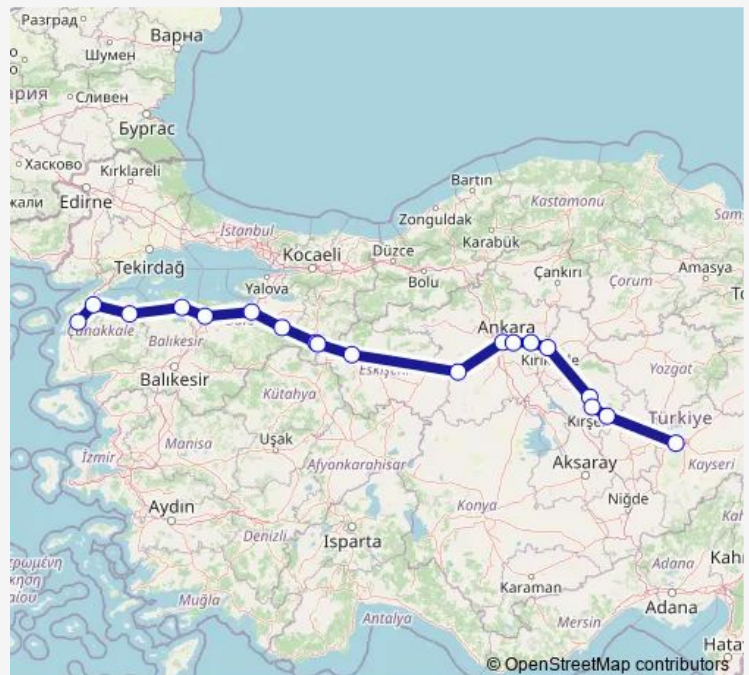 Разград
Варна
Шумен
Сливен
Бургас
Хасково
Kırklareli
Edirne
Bartın
Kastamonu
Zonguldak
İstanbul
Karabük
Tekirdağ
Kocaeli
Düzce
Bolu
Çankırı
Amasya
Yalova
Çorum
Çanakkale
Ankara
Balıkesir
Yozgat
Balıkesir
Kütahya
Türkiye
Manisa
Uşak
Afyonkarahisar
Aksaray
Kayseri
İzmir
Niğde
Aydın
Konya
Denizli
Isparta
Adana
Karaman
Muğla
Antalya
Mersin
Adana
© OpenStreetMap contributors